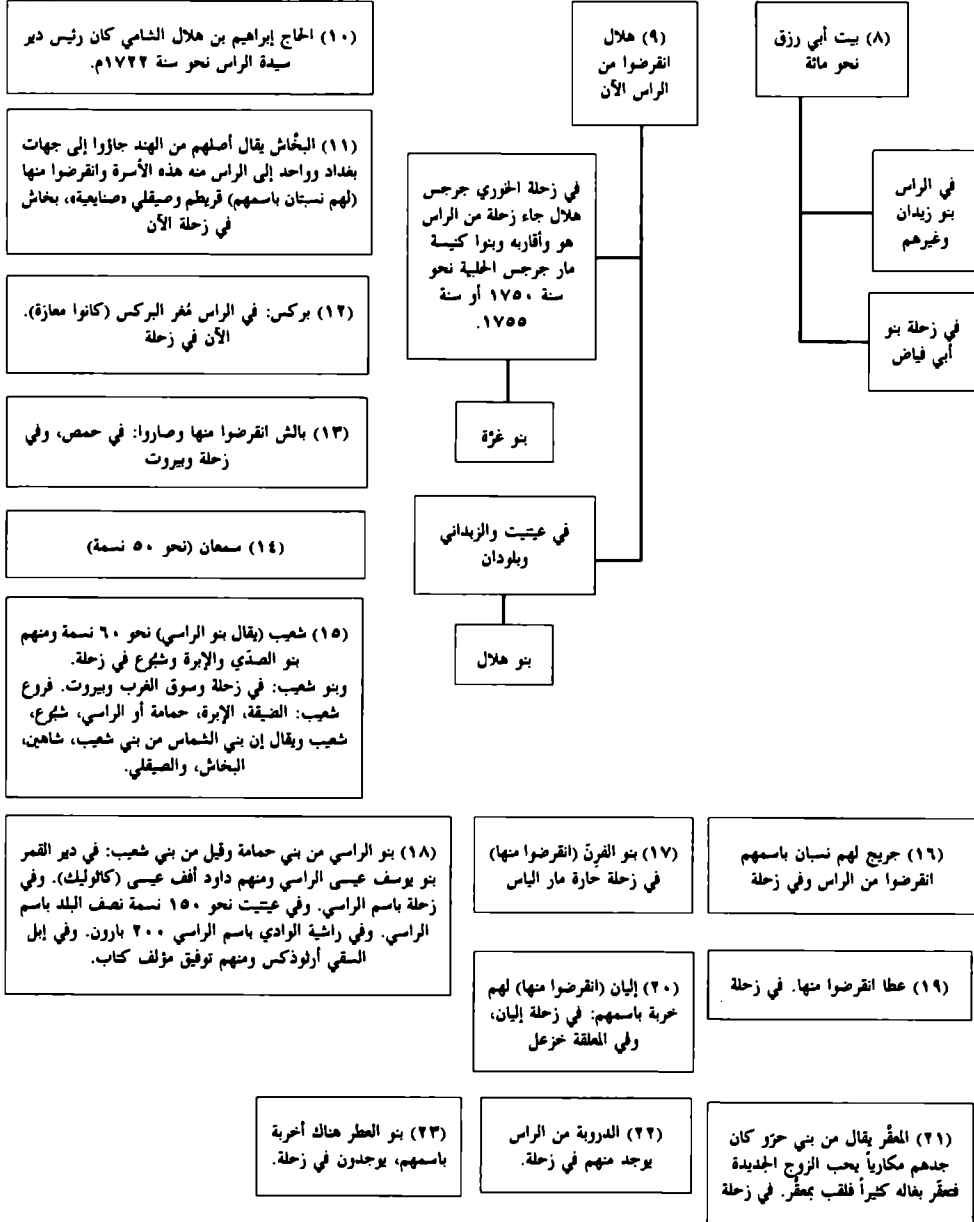 (٨) بيت أبي رزق
نحو مائة
في الراس
بنو زيدان
وغيرهم
في زحلة بنو
أبي فياض
(٩) هلال
انقرضوا من
الراس الآن
في زحلة الخوري جرجس
هلال جاء زحلة من الراس
هو وأقاربه وبنوا كنيسة
مار جرجس الحلبية نحو
سنة ١٧٥٠ أو سنة
١٧٥٥.
بنو غرّة
في عيتنيت والزبداني
وبلودان
بنو هلال
(١٠) الحاج إبراهيم بن هلال الشامي كان رئيس دير
سيدة الراس نحو سنة ١٧٢٢م.
(١١) البخّاش يقال أصلهم من الهند جاؤوا إلى جهات
بغداد وواحد إلى الراس منه هذه الأسرة وانقرضوا منها
(لهم نسبتان باسمهم) قريطم وصيقلي «صنايعية»، بخاش
في زحلة الآن
(١٢) بركس: في الراس مُغر البركس (كانوا معازة).
الآن في زحلة
(١٣) بالش انقرضوا منها وصاروا: في حمص، وفي
زحلة وبيروت
(١٤) سمعان (نحو ٥٠ نسمة)
(١٥) شعيب (يقال بنو الراسي) نحو ٦٠ نسمة ومنهم
بنو الصدّي والإبرة وشبُوع في زحلة.
وبنو شعيب: في زحلة وسوق الغرب وبيروت. فروع
شعيب: الضيقة، الإبرة، حمامة أو الراسي، شبُوع،
شعيب ويقال إن بني الشماس من بني شعيب، شاهين،
البخاش، والصيقلي.
(١٦) جريج لهم نسبان باسمهم
انقرضوا من الراس وفي زحلة
(١٧) بنو الفرِنّ (انقرضوا منها)
في زحلة حارة مار الياس
(١٨) بنو الراسي من بني حمامة وقيل من بني شعيب: في دير القمر
بنو يوسف عيسى الراسي ومنهم داود أفف عيسى (كاثوليك). وفي
زحلة باسم الراسي. وفي عيتنيت نحو ١٥٠ نسمة نصف البلد باسم
الراسي. وفي راشية الوادي باسم الراسي ٢٠٠ بارون. وفي إبل
السقي أرثوذكس ومنهم توفيق مؤلف كتاب.
(١٩) عطا انقرضوا منها. في زحلة
(٢٠) إليان (انقرضوا منها) لهم
خربة باسمهم: في زحلة إليان،
وفي المعلقة خزعل
(٢١) المعقّر يقال من بني حرّو كان
جدهم مكارياً يحب الزوج الجديدة
فتعقّر بغاله كثيراً فلقب بمعقّر. في زحلة
(٢٢) الدروبة من الراس
يوجد منهم في زحلة.
(٢٣) بنو العطر هناك أخربة
باسمهم، يوجدون في زحلة.